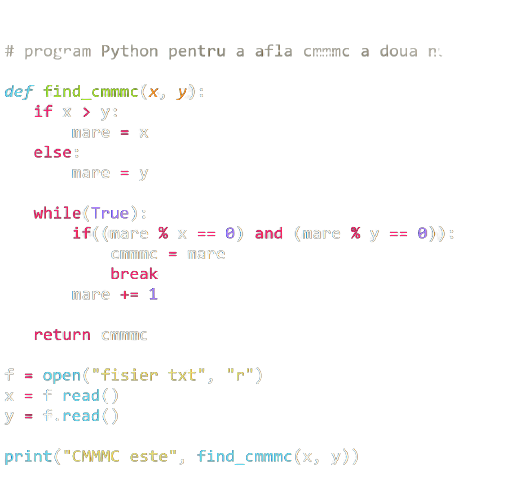 # program Python pentru a afla cmmmc a doua
def find_cmmmc(x, y):
    if x > y:
        mare = x
    else:
        mare = y
    while(True):
        if((mare % x == 0) and (mare % y == 0)):
            cmmmc = mare
            break
        mare += 1
    return cmmmc
f = open("fisier txt", "r")
x = f read()
y = f.read()
print("CMMMC este", find_cmmmc(x, y))